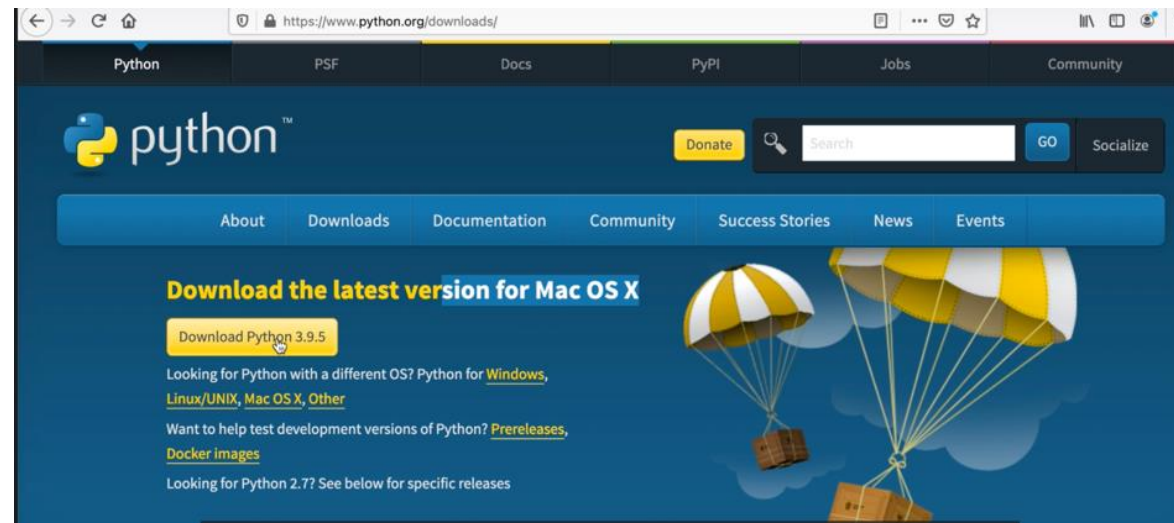 https://www.python.org/downloads/
Python PSF Docs PyPI Jobs Community
python™
Donate Search GO Socialize
About Downloads Documentation Community Success Stories News Events
Download the latest version for Mac OS X
Download Python 3.9.5
Looking for Python with a different OS? Python for Windows,
Linux/UNIX, Mac OS X, Other
Want to help test development versions of Python? Prereleases,
Docker images
Looking for Python 2.7? See below for specific releases